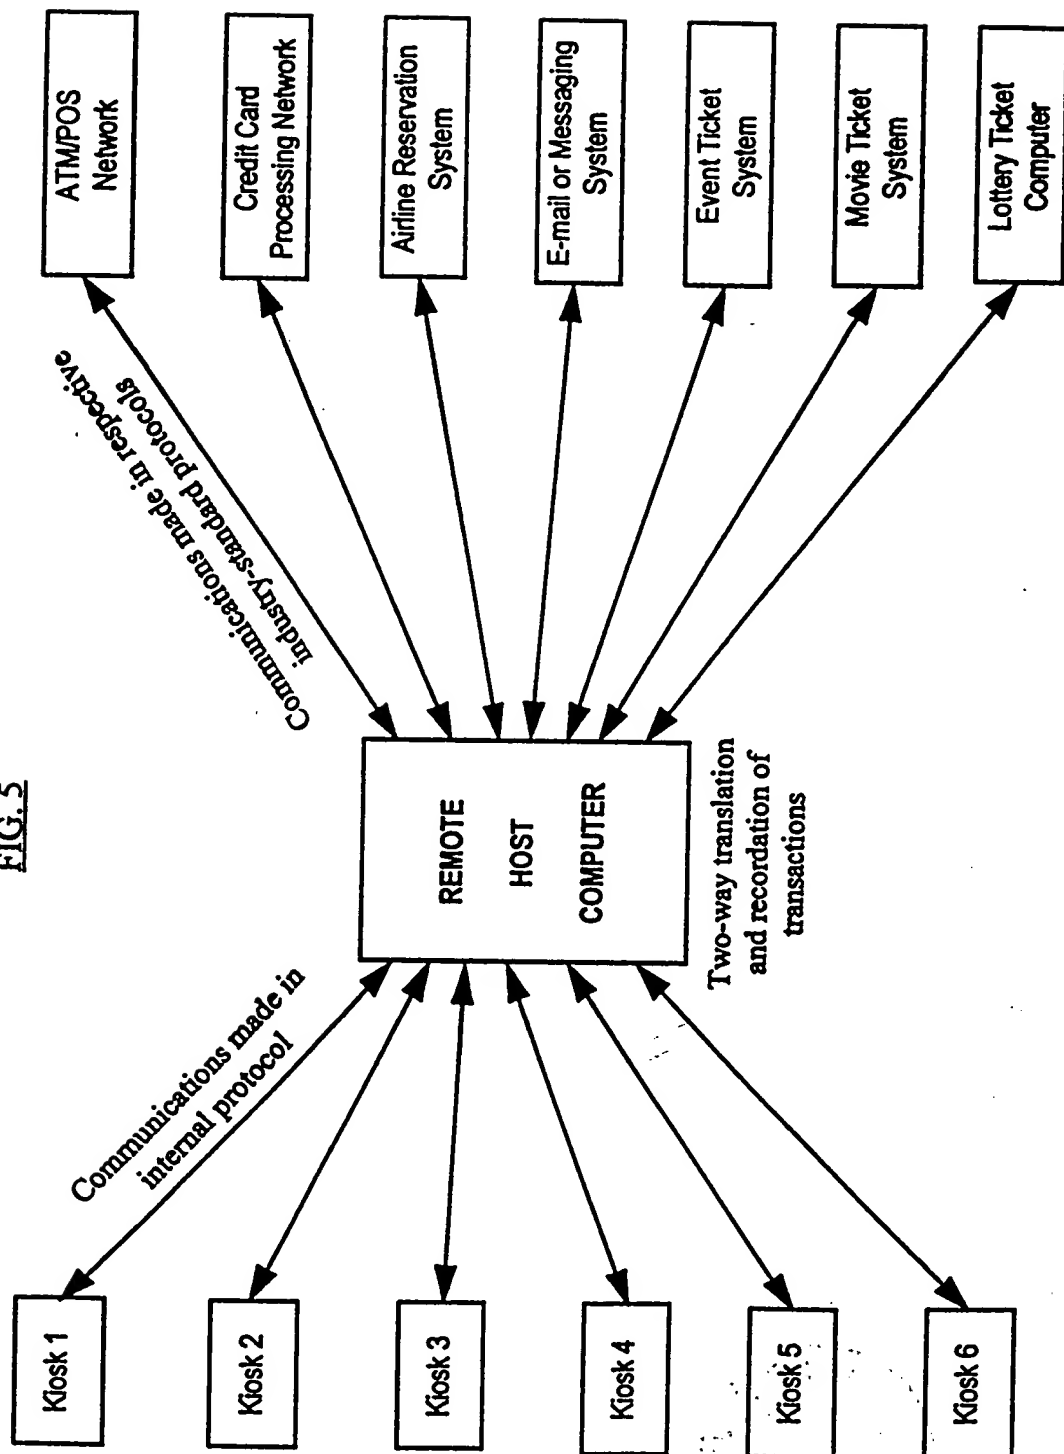 FIG. 5
Kiosk 1
Kiosk 2
Kiosk 3
Kiosk 4
Kiosk 5
Kiosk 6
Communications made in
internal protocol
REMOTE
HOST
COMPUTER
Two-way translation
and recordation of
transactions
Communications made in respective
industry-standard protocols
ATM/POS
Network
Credit Card
Processing Network
Airline Reservation
System
E-mail or Messaging
System
Event Ticket
System
Movie Ticket
System
Lottery Ticket
Computer